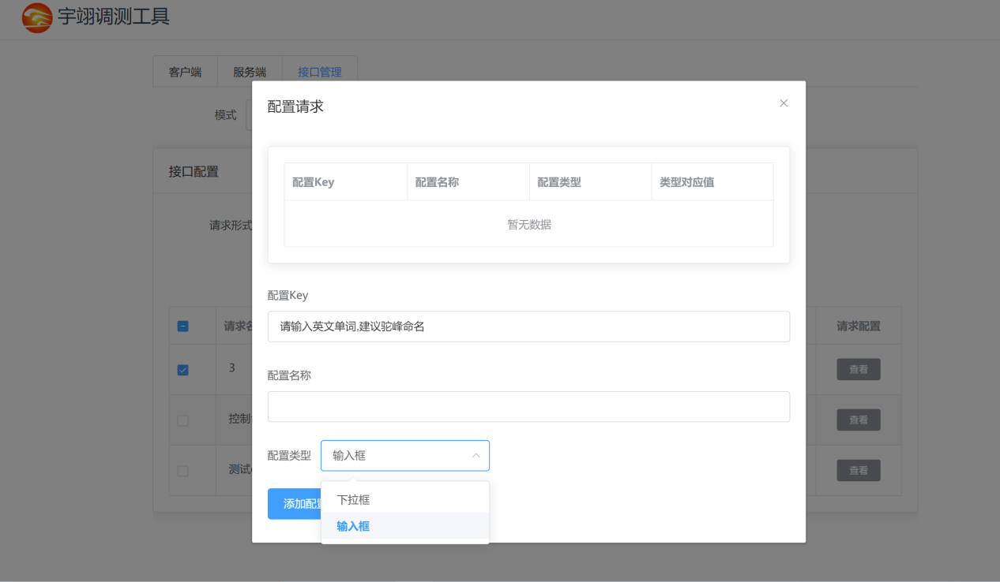 宇翊调测工具
客户端
服务端
接口管理
模式
配置请求
接口配置
配置Key
配置名称
配置类型
类型对应值
暂无数据
请求形式
配置Key
请输入英文单词,建议驼峰命名
请求名
请求配置
3
查看
配置名称
控制
查看
配置类型
输入框
测试
查看
添加配置
下拉框
输入框